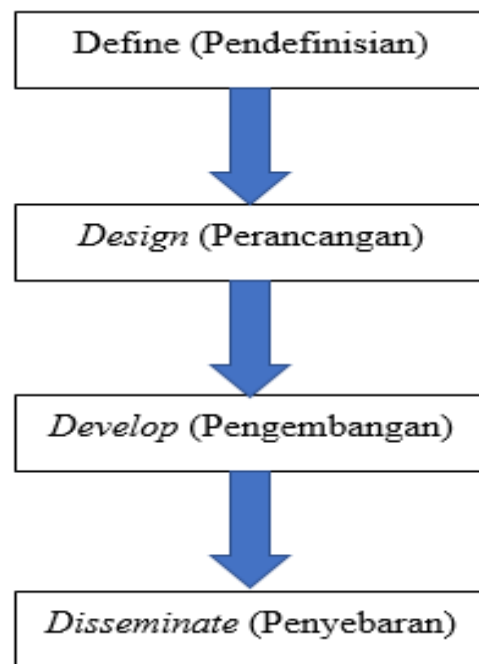 Define (Pendefinisian)
Design (Perancangan)
Develop (Pengembangan)
Disseminate (Penyebaran)